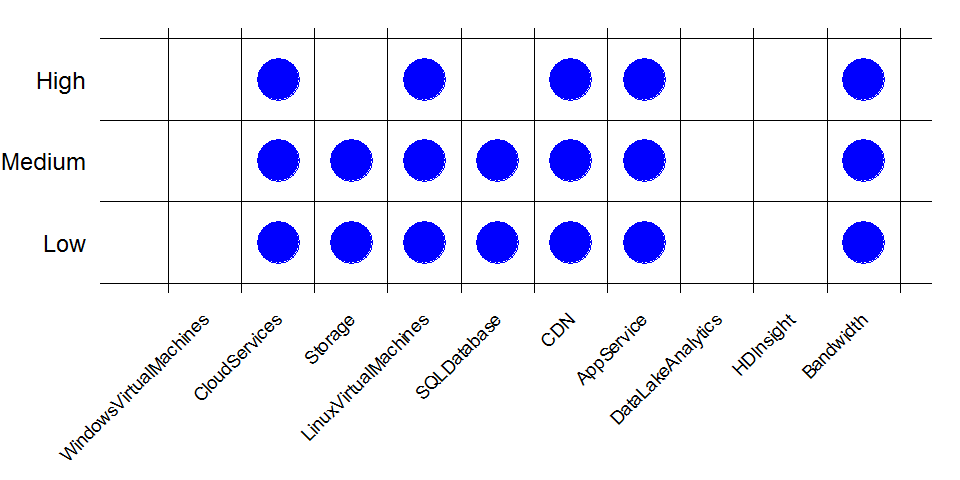 High
Medium
Low
WindowsVirtualMachines
CloudServices
Storage
LinuxVirtualMachines
SQLDatabase
CDN
AppService
DataLakeAnalytics
HDInsight
Bandwidth